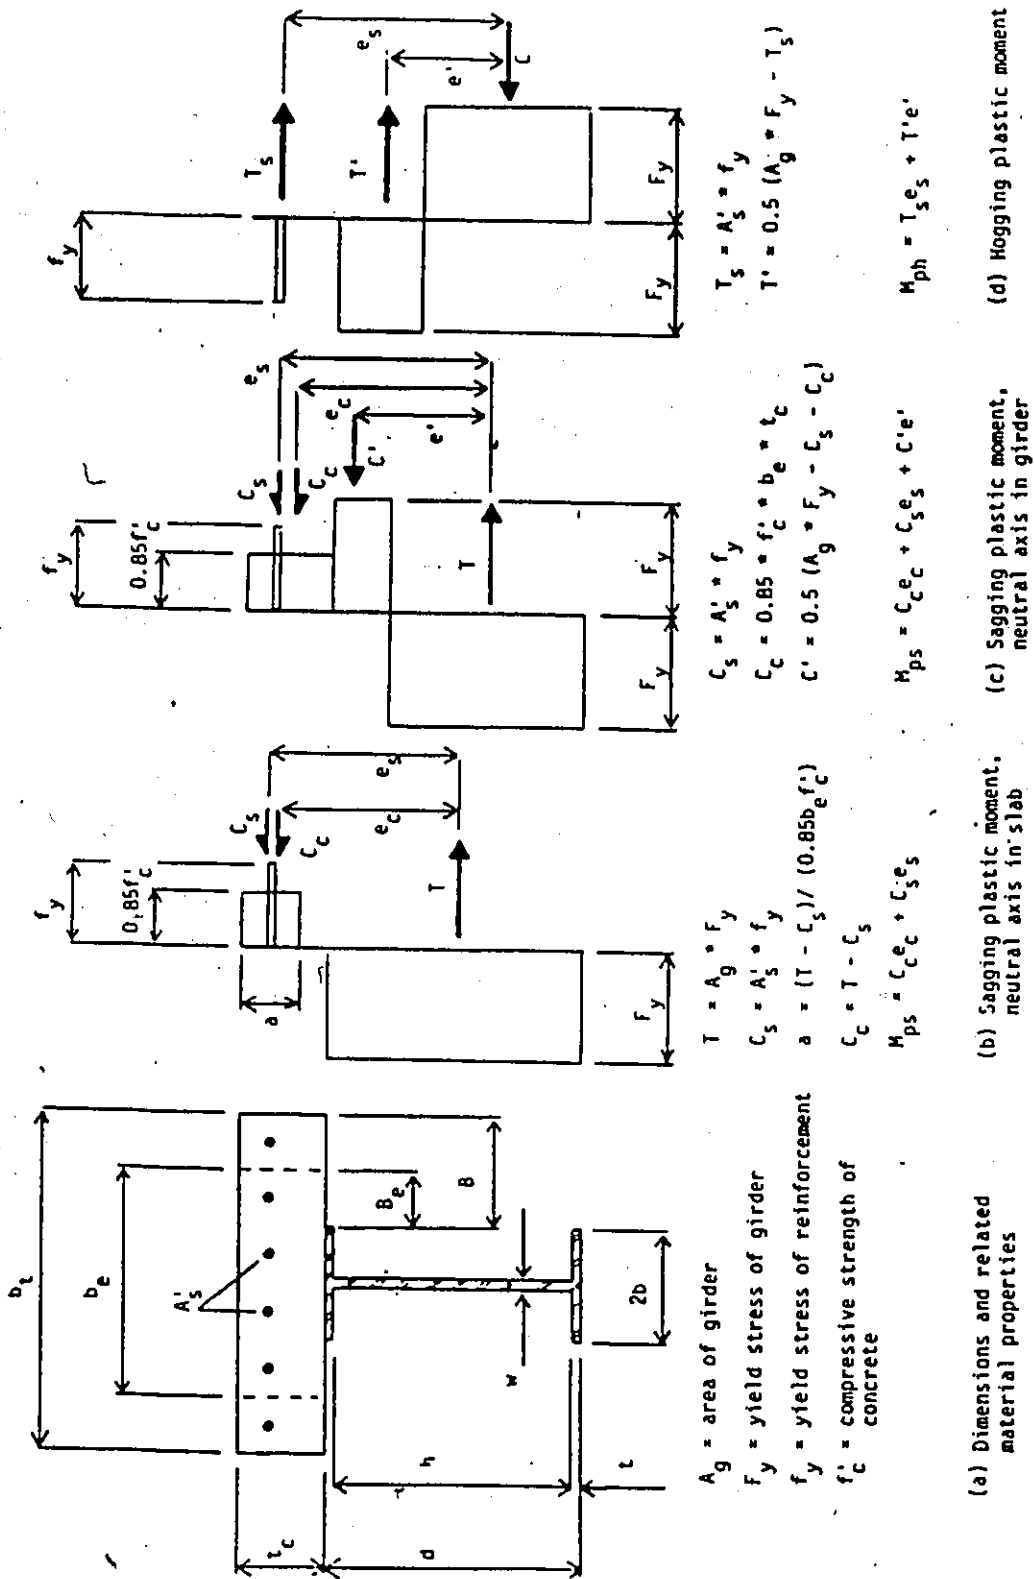 b_t
b_e
A'_s
t_c
d
h
t
w
B_e
B
2b
A_g = area of girder
F_y = yield stress of girder
f_y = yield stress of reinforcement
f'_c = compressive strength of
concrete
(a) Dimensions and related
material properties
f_y
0.85f'_c
a
C_s
C_c
e_c
e_s
T
F_y
T = A_g * F_y
C_s = A'_s * f_y
a = (T - C_s)/ (0.85b_e f'_c)
C_c = T - C_s
M_ps = C_c e_c + C_s e_s
(b) Sagging plastic moment,
neutral axis in slab
f_y
0.85f'_c
C_s
C_c
C'
e'
e_c
e_s
T
F_y
F_y
C_s = A'_s * f_y
C_c = 0.85 * f'_c * b_e * t_c
C' = 0.5 (A_g * F_y - C_s - C_c)
M_ps = C_c e_c + C_s e_s + C'e'
(c) Sagging plastic moment,
neutral axis in girder
f_y
T_s
T'
e'
e_s
C
F_y
F_y
T_s = A'_s * f_y
T' = 0.5 (A_g * F_y - T_s)
M_ph = T_s e_s + T'e'
(d) Hogging plastic moment